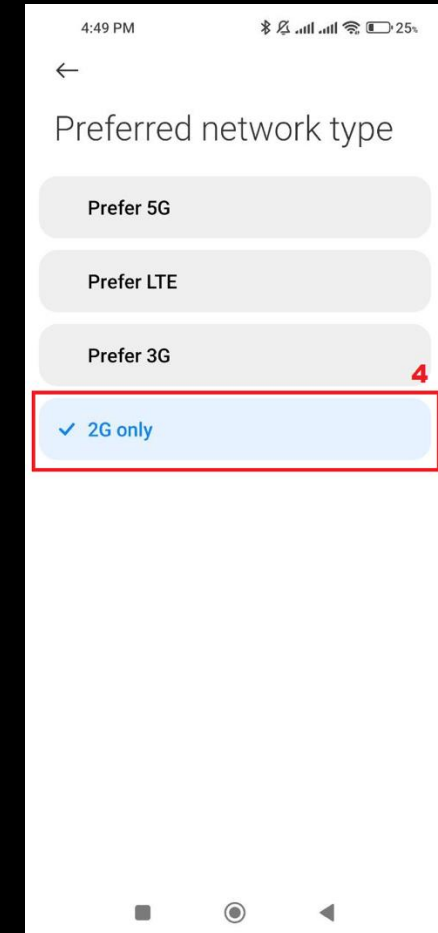 4:49 PM 25%
Preferred network type
Prefer 5G
Prefer LTE
Prefer 3G
4
2G only